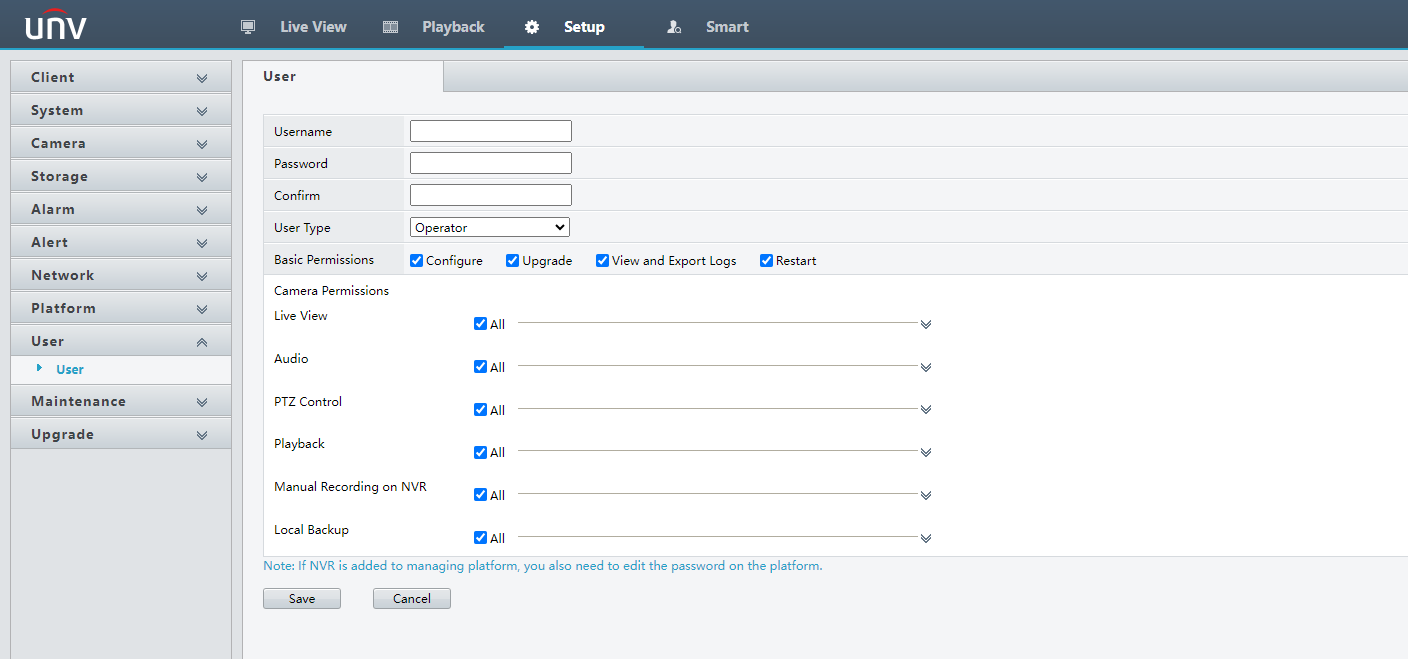 unv
Live View
Playback
Setup
Smart
Client
System
Camera
Storage
Alarm
Alert
Network
Platform
User
User
Maintenance
Upgrade
User
Username
Password
Confirm
User Type Operator
Basic Permissions Configure Upgrade View and Export Logs Restart
Camera Permissions
Live View All
Audio All
PTZ Control All
Playback All
Manual Recording on NVR All
Local Backup All
Note: If NVR is added to managing platform, you also need to edit the password on the platform.
Save Cancel